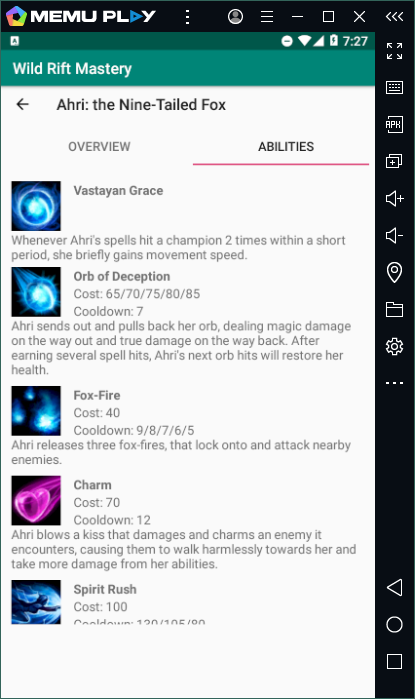 MEMU PLAY
A
7:27
Wild Rift Mastery
Ahri: the Nine-Tailed Fox
OVERVIEW ABILITIES
Vastayan Grace
Whenever Ahri's spells hit a champion 2 times within a short
period, she briefly gains movement speed.
Orb of Deception
Cost: 65/70/75/80/85
Cooldown: 7
Ahri sends out and pulls back her orb, dealing magic damage
on the way out and true damage on the way back. After
earning several spell hits, Ahri's next orb hits will restore her
health.
Fox-Fire
Cost: 40
Cooldown: 9/8/7/6/5
Ahri releases three fox-fires, that lock onto and attack nearby
enemies.
Charm
Cost: 70
Cooldown: 12
Ahri blows a kiss that damages and charms an enemy it
encounters, causing them to walk harmlessly towards her and
take more damage from her abilities.
Spirit Rush
Cost: 100
Cooldown: 130/105/80
APK